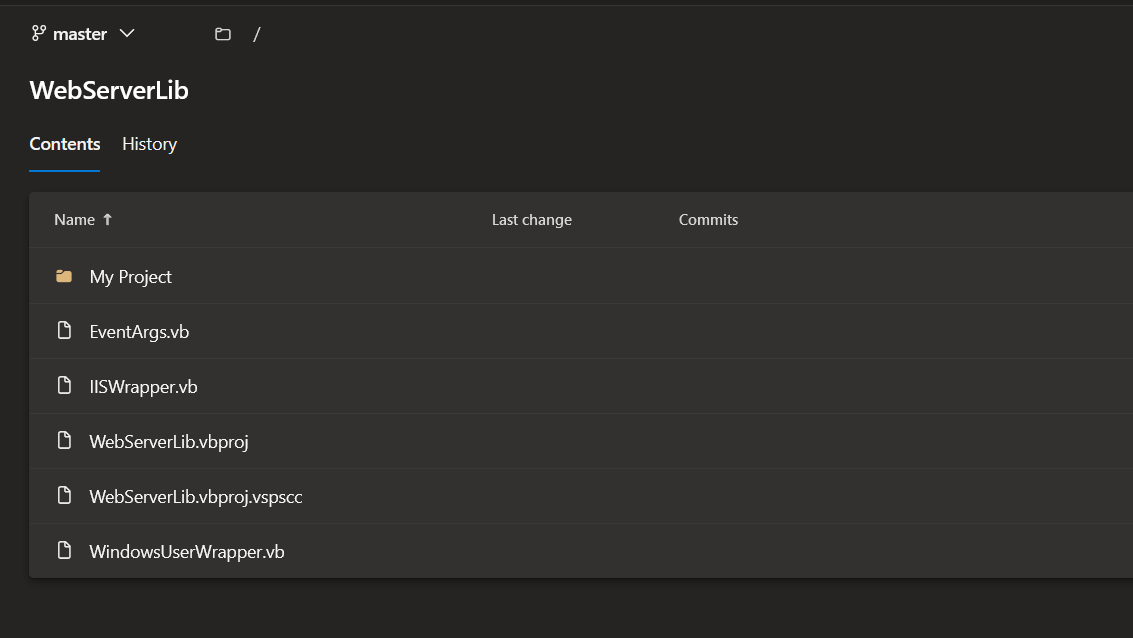 master /
WebServerLib
Contents History
Name ↑ Last change Commits
My Project
EventArgs.vb
IISWrapper.vb
WebServerLib.vbproj
WebServerLib.vbproj.vspscc
WindowsUserWrapper.vb